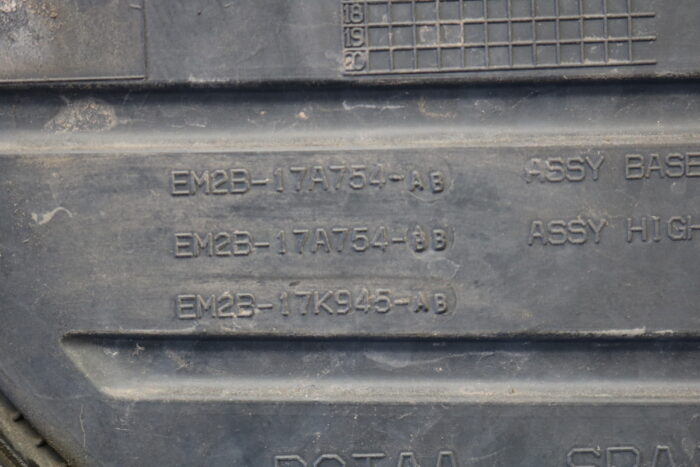 18
19
20
EM2B-17A754-AB ASSY BASE
EM2B-17A754-BB ASSY HIGH
EM2B-17K945-AB